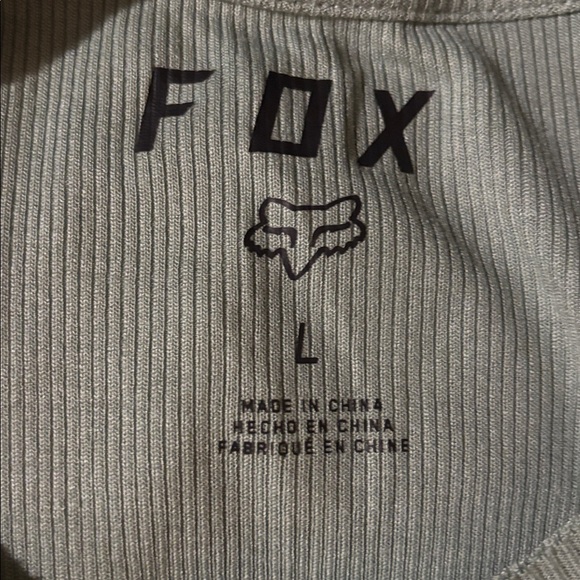 FOX
L
MADE IN CHINA
HECHO EN CHINA
FABRIQUÉ EN CHINE